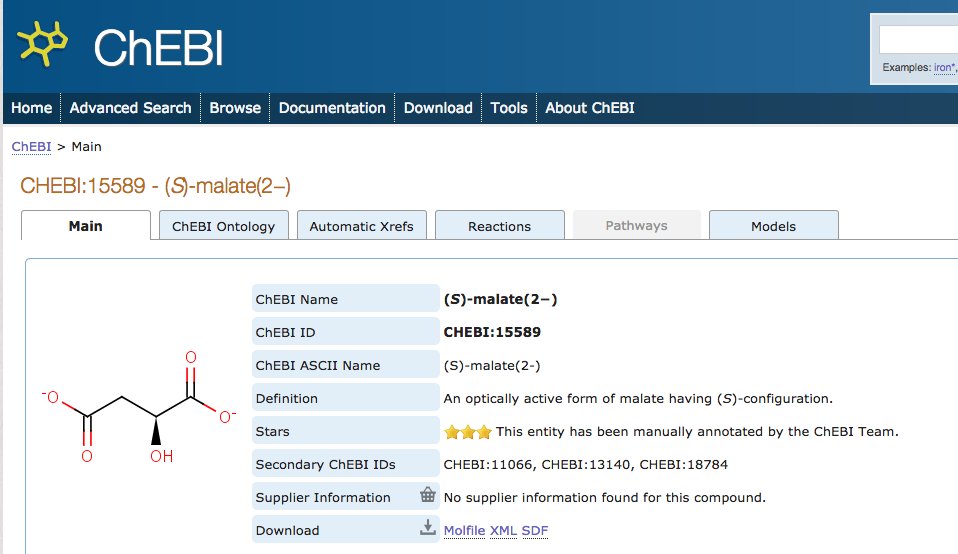 ChEBI
Examples: iron*,
Home Advanced Search Browse Documentation Download Tools About ChEBI
ChEBI > Main
CHEBI:15589 - (S)-malate(2−)
Main ChEBI Ontology Automatic Xrefs Reactions Pathways Models
ChEBI Name (S)-malate(2−)
ChEBI ID CHEBI:15589
ChEBI ASCII Name (S)-malate(2-)
Definition An optically active form of malate having (S)-configuration.
Stars This entity has been manually annotated by the ChEBI Team.
Secondary ChEBI IDs CHEBI:11066, CHEBI:13140, CHEBI:18784
Supplier Information No supplier information found for this compound.
Download Molfile XML SDF
O
-O
O-
O
OH